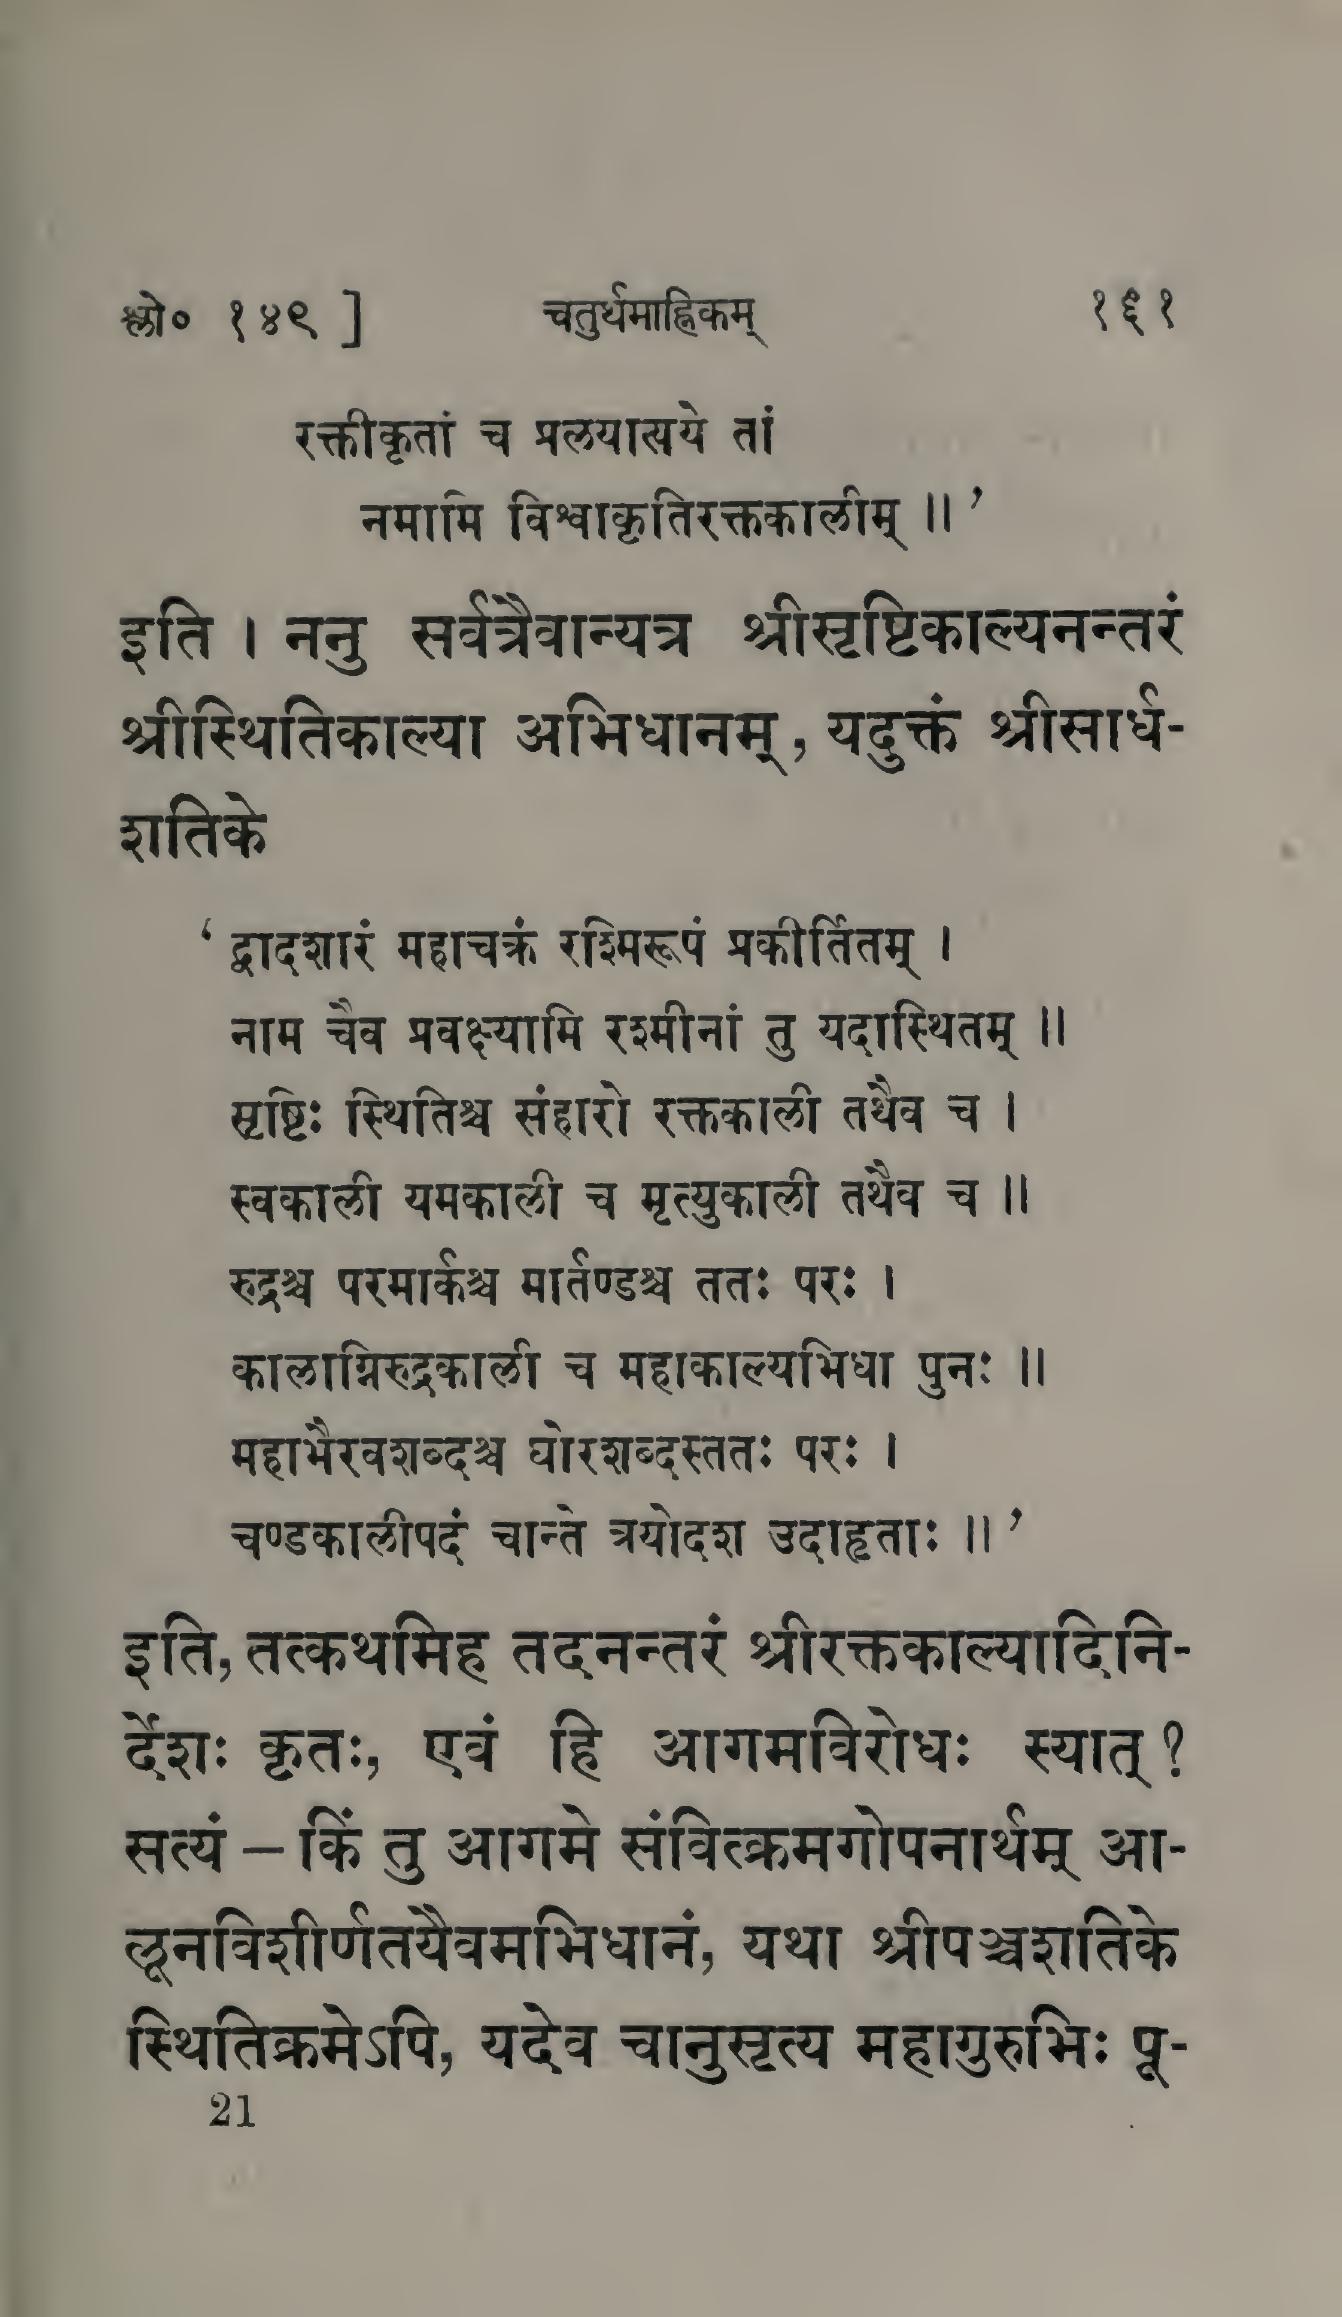 श्लो० १४९ ] चतुर्थमाह्निकम् १६१
रक्तीकृतां च प्रलयात्यये तां
नमामि विश्वाकृतिरक्तकालीम् ॥ ’
इति । ननु सर्वत्रैवान्यत्र श्रीसृष्टिकाल्यनन्तरं
श्रीस्थितिकाल्या अभिधानम्, यदुक्तं श्रीसार्ध-
शतिके
‘ द्वादशारं महाचक्रं रश्मिरूपं प्रकीर्तितम् ।
नाम चैव प्रवक्ष्यामि रश्मीनां तु यदास्थितम् ॥
सृष्टिः स्थितिश्च संहारो रक्तकाली तथैव च ।
स्वकाली यमकाली च मृत्युकाली तथैव च ॥
रुद्रश्च परमार्कश्च मार्तण्डश्च ततः परः ।
कालाग्निरुद्रकाली च महाकाल्यभिधा पुनः ॥
महाभैरवशब्दश्च घोरशब्दस्ततः परः ।
चण्डकालीपदं चान्ते त्रयोदश उदाहृताः ॥ ’
इति, तत्कथमिह तदनन्तरं श्रीरक्तकाल्यादिनि-
र्देशः कृतः, एवं हि आगमविरोधः स्यात् ?
सत्यं – किं तु आगमे संवित्क्रमगोपनार्थम् आ-
लूनविशीर्णतयैवमभिधानं, यथा श्रीपञ्चशतिके
स्थितिक्रमेऽपि, यदेव चानुसृत्य महागुरुभिः पू-
21